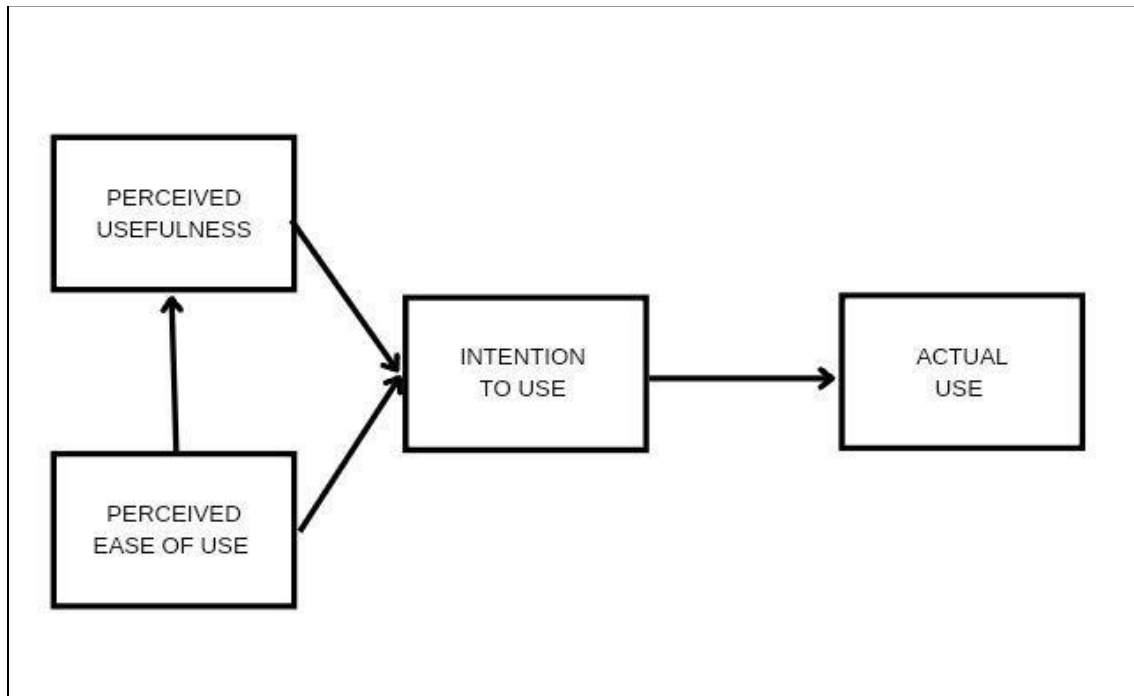 PERCEIVED
USEFULNESS
INTENTION
TO USE
ACTUAL
USE
PERCEIVED
EASE OF USE